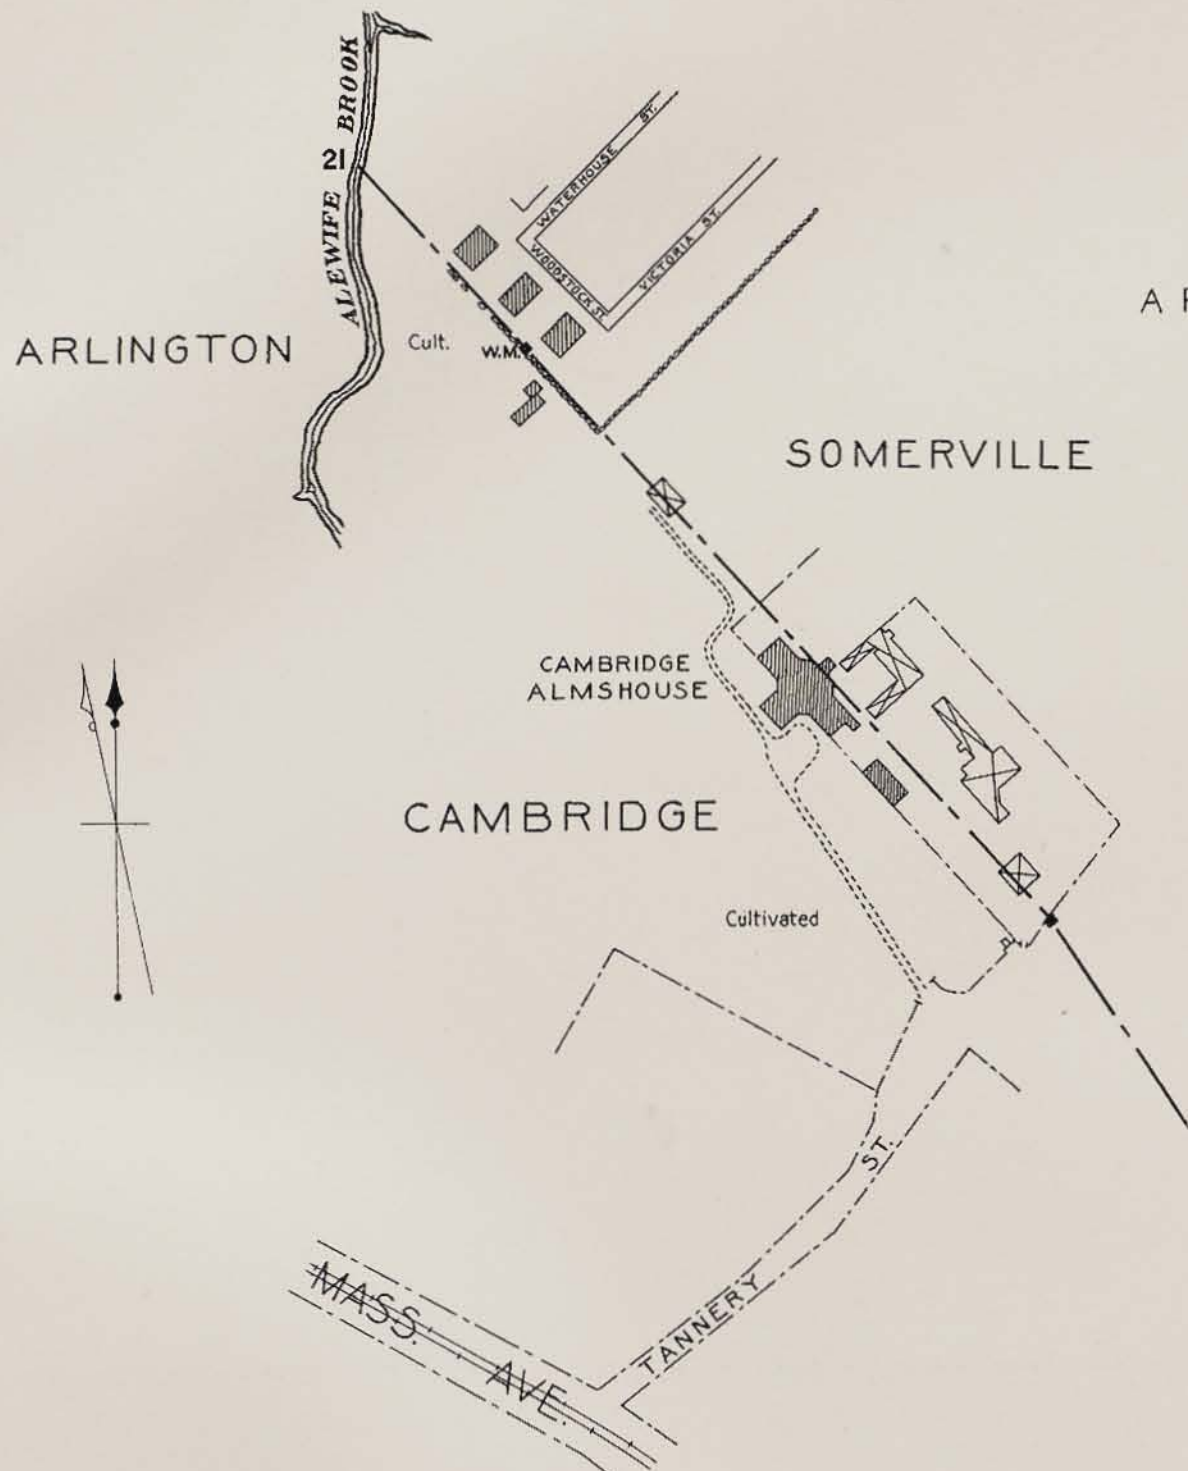 ALEWIFE BROOK
21
WATERHOUSE ST.
WOODSTOCK ST.
VICTORIA ST.
A
ARLINGTON
Cult.
W.M.
SOMERVILLE
CAMBRIDGE
ALMSHOUSE
CAMBRIDGE
Cultivated
TANNERY ST.
MASS. AVE.